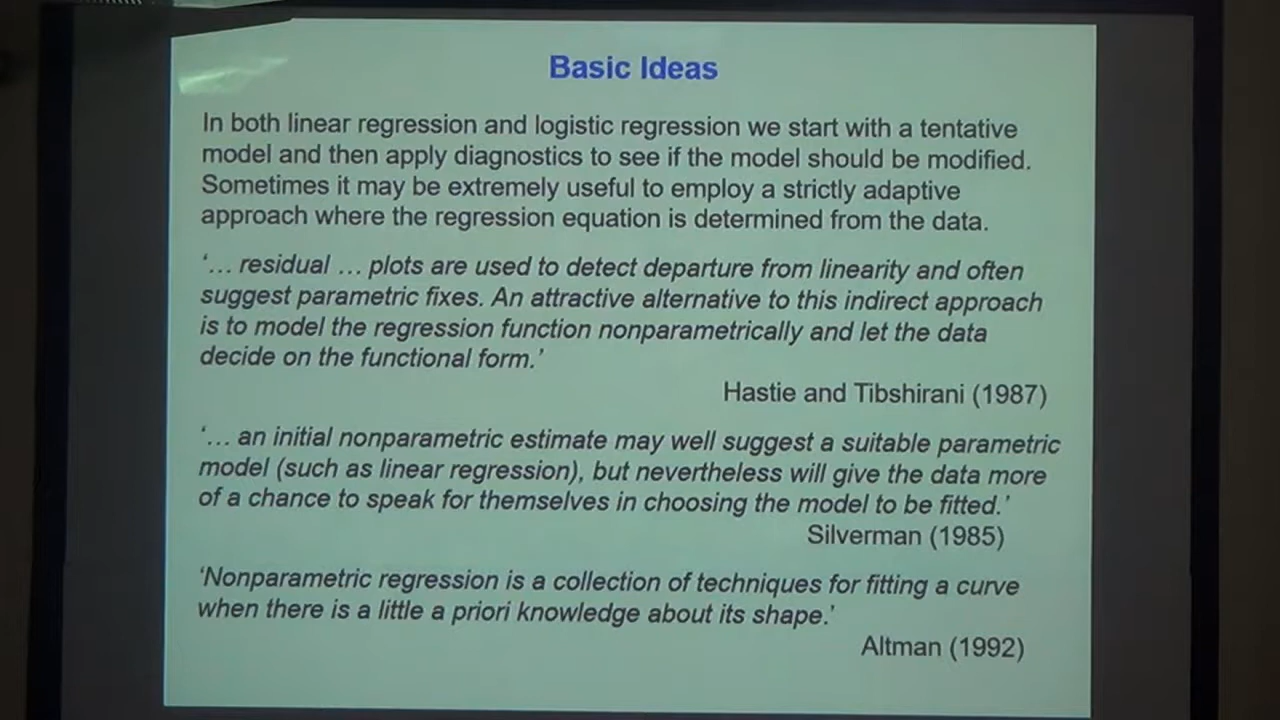 Basic Ideas
In both linear regression and logistic regression we start with a tentative
model and then apply diagnostics to see if the model should be modified.
Sometimes it may be extremely useful to employ a strictly adaptive
approach where the regression equation is determined from the data.
‘… residual … plots are used to detect departure from linearity and often
suggest parametric fixes. An attractive alternative to this indirect approach
is to model the regression function nonparametrically and let the data
decide on the functional form.’
Hastie and Tibshirani (1987)
‘… an initial nonparametric estimate may well suggest a suitable parametric
model (such as linear regression), but nevertheless will give the data more
of a chance to speak for themselves in choosing the model to be fitted.’
Silverman (1985)
‘Nonparametric regression is a collection of techniques for fitting a curve
when there is a little a priori knowledge about its shape.’
Altman (1992)